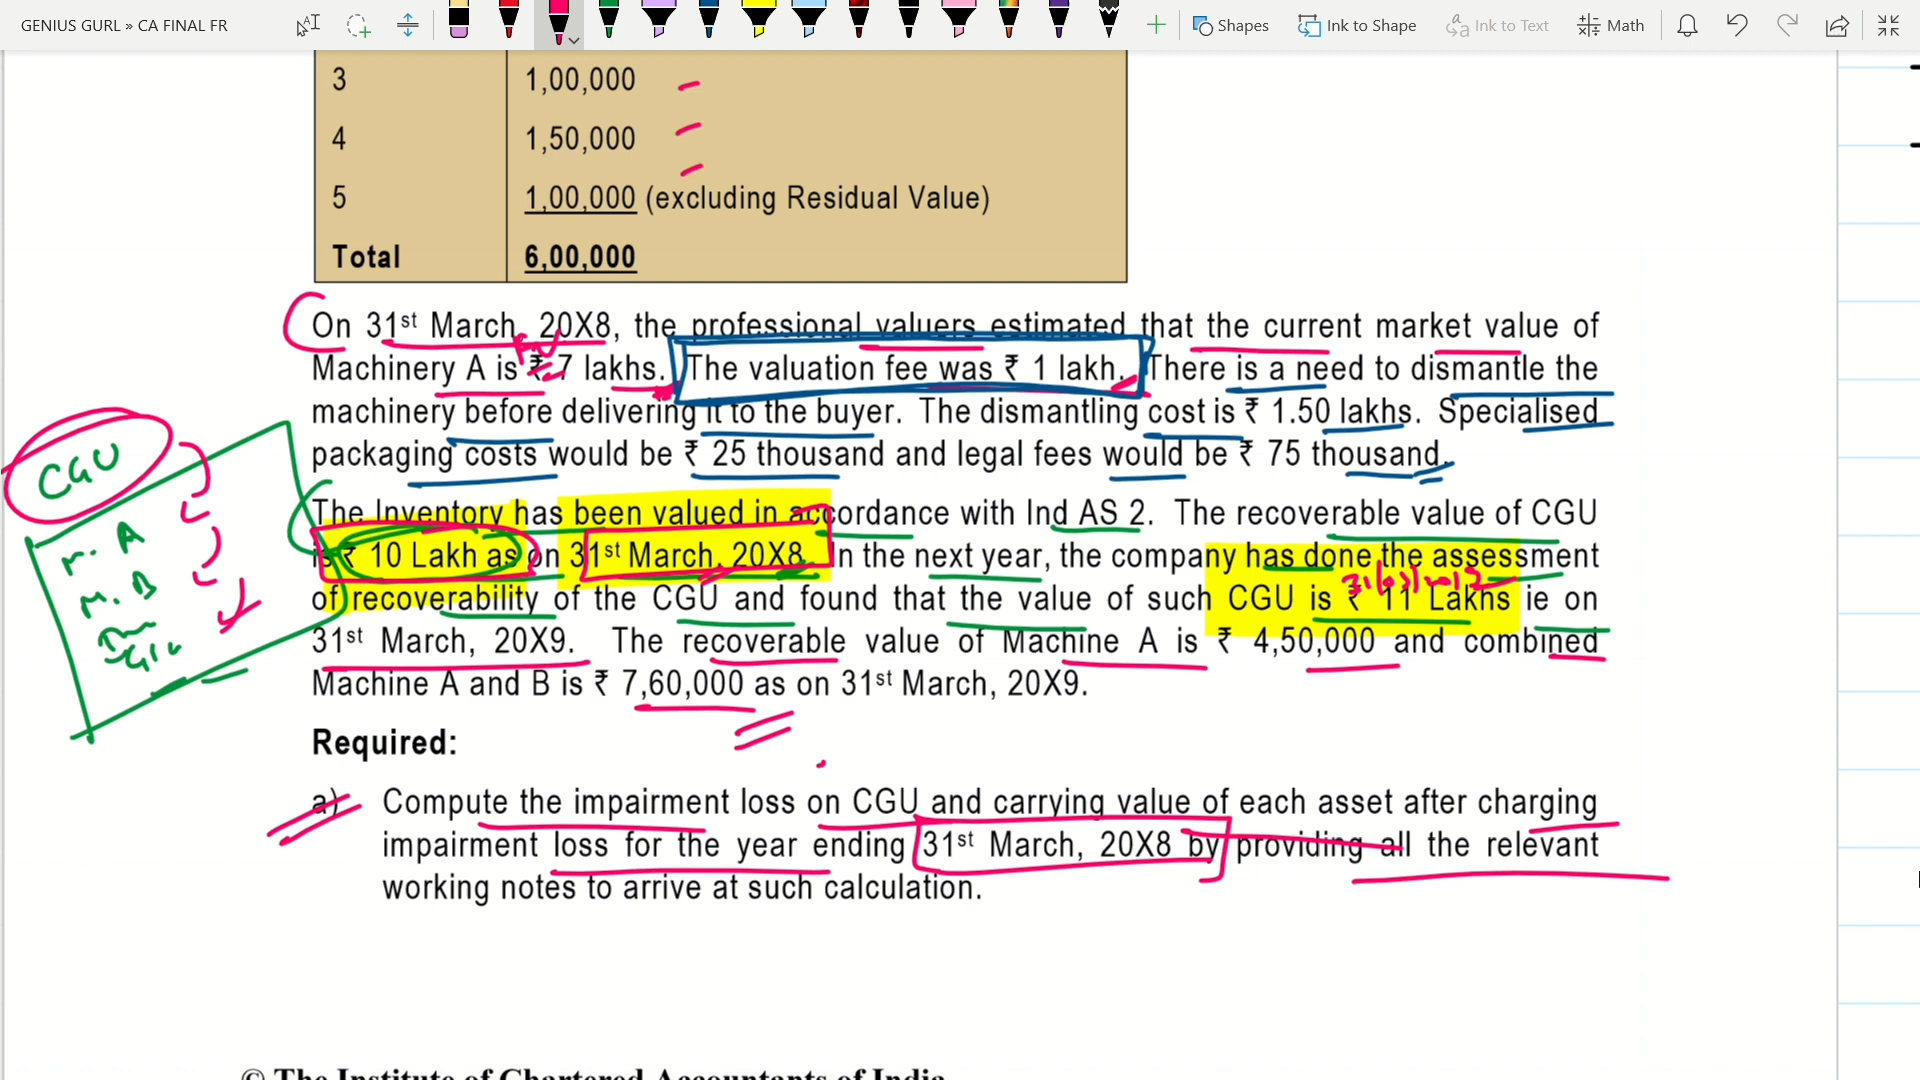 GENIUS GURL » CA FINAL FR
Shapes
Ink to Shape
Ink to Text
Math
3 1,00,000
4 1,50,000
5 1,00,000 (excluding Residual Value)
Total 6,00,000
On 31st March, 20X8, the professional valuers estimated that the current market value of
Machinery A is ₹ 7 lakhs. The valuation fee was ₹ 1 lakh. There is a need to dismantle the
machinery before delivering it to the buyer. The dismantling cost is ₹ 1.50 lakhs. Specialised
packaging costs would be ₹ 25 thousand and legal fees would be ₹ 75 thousand.
CGU
M. A
M. B
The Inventory has been valued in accordance with Ind AS 2. The recoverable value of CGU
is ₹ 10 Lakh as on 31st March, 20X8. In the next year, the company has done the assessment
of recoverability of the CGU and found that the value of such CGU is ₹ 11 Lakhs ie on
31st March, 20X9. The recoverable value of Machine A is ₹ 4,50,000 and combined
Machine A and B is ₹ 7,60,000 as on 31st March, 20X9.
Required:
a) Compute the impairment loss on CGU and carrying value of each asset after charging
impairment loss for the year ending 31st March, 20X8 by providing all the relevant
working notes to arrive at such calculation.
© The Institute of Chartered Accountants of India